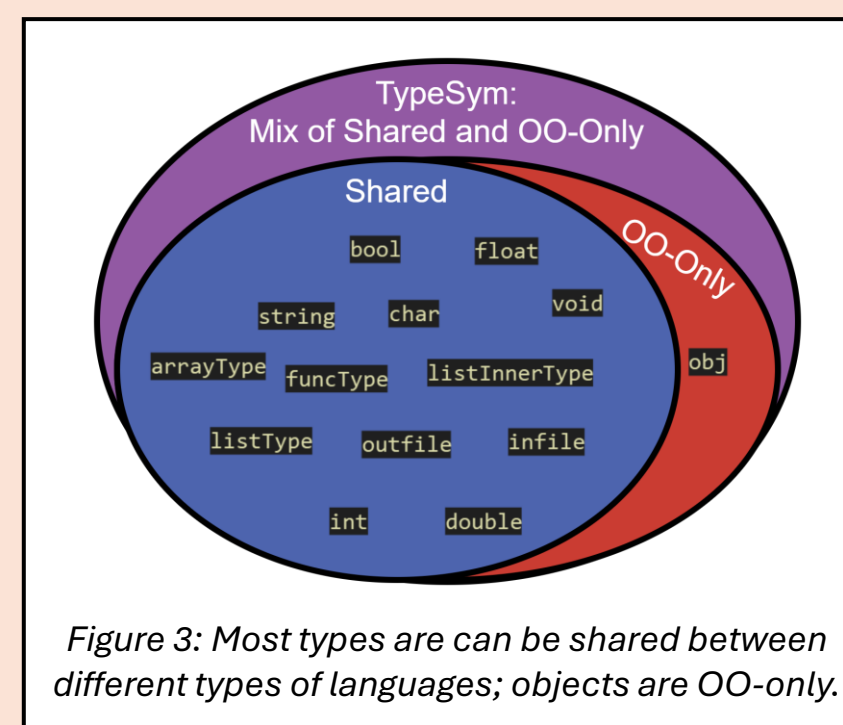 TypeSym:
Mix of Shared and OO-Only
Shared
OO-Only
bool
float
string
char
void
arrayType
funcType
listInnerType
obj
listType
outfile
infile
int
double
Figure 3: Most types are can be shared between
different types of languages; objects are OO-only.